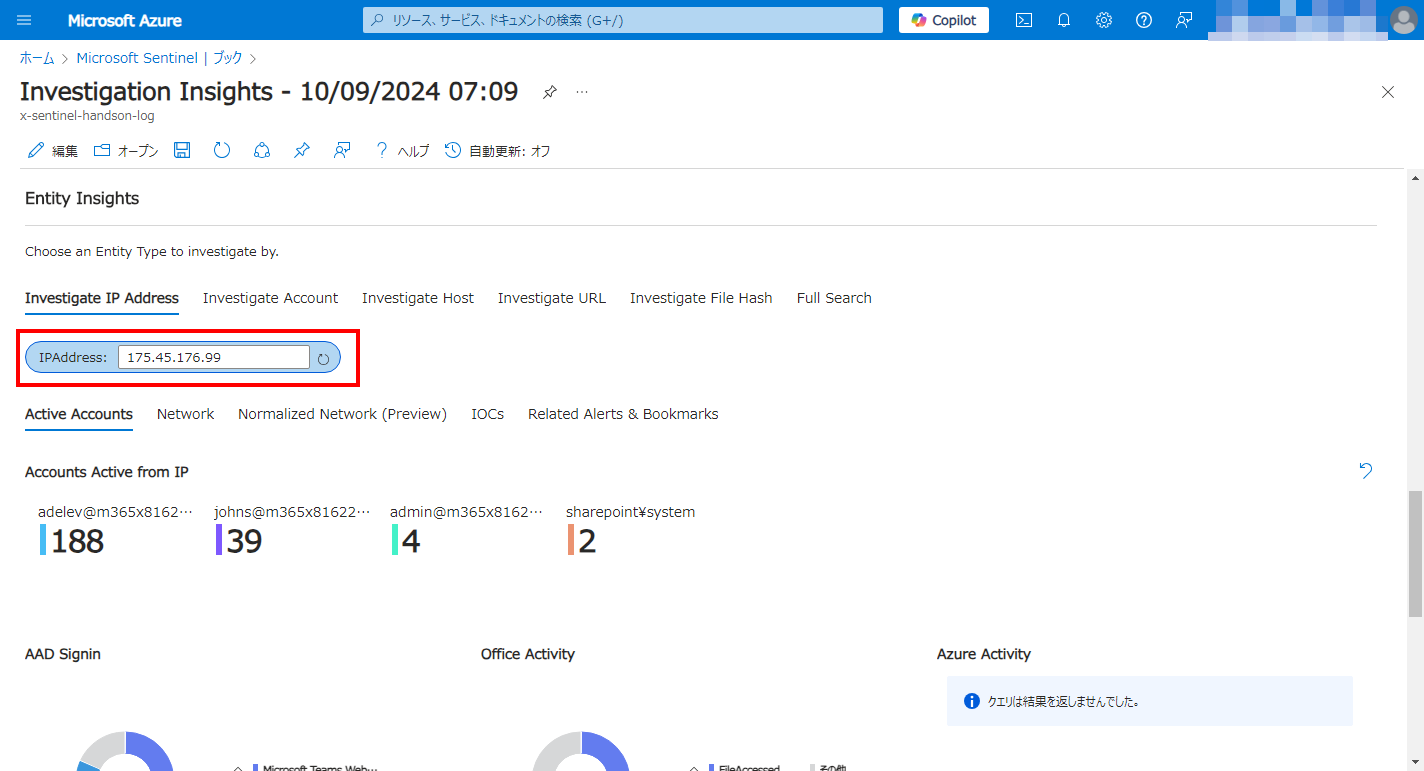 Microsoft Azure
リソース、サービス、ドキュメントの検索 (G+/)
Copilot
ホーム > Microsoft Sentinel | ブック >
Investigation Insights - 10/09/2024 07:09
x-sentinel-handson-log
編集 オープン ヘルプ 自動更新: オフ
Entity Insights
Choose an Entity Type to investigate by.
Investigate IP Address Investigate Account Investigate Host Investigate URL Investigate File Hash Full Search
IPAddress: 175.45.176.99
Active Accounts Network Normalized Network (Preview) IOCs Related Alerts & Bookmarks
Accounts Active from IP
adelev@m365x8162… johns@m365x81622… admin@m365x8162… sharepoint¥system
188 39 4 2
AAD Signin Office Activity Azure Activity
クエリは結果を返しませんでした。
Microsoft Teams Web… FileAccessed その他